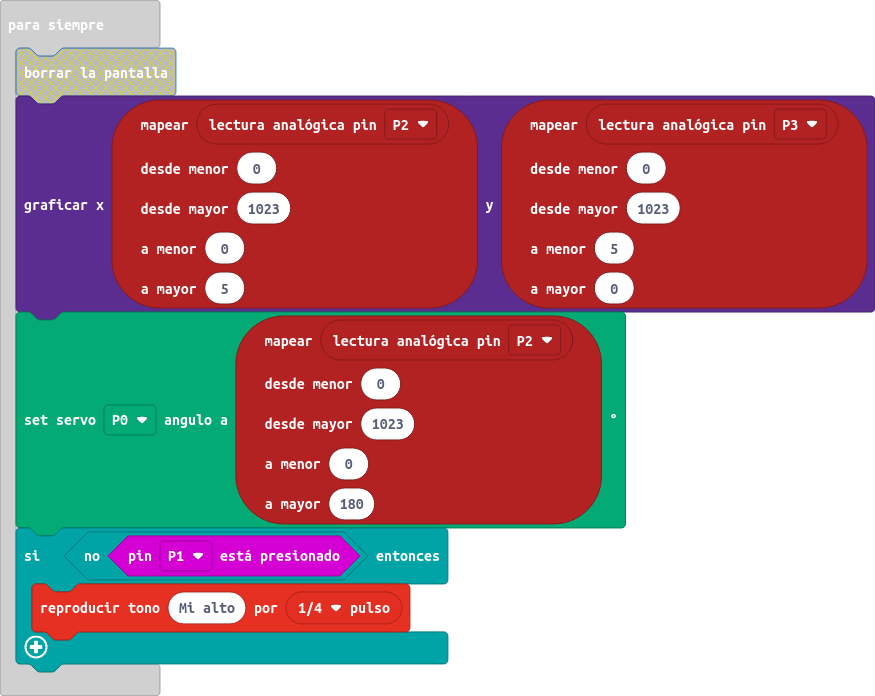 para siempre
borrar la pantalla
graficar x mapear lectura analógica pin P2 desde menor 0 desde mayor 1023 a menor 0 a mayor 5 y mapear lectura analógica pin P3 desde menor 0 desde mayor 1023 a menor 5 a mayor 0
set servo P0 angulo a mapear lectura analógica pin P2 desde menor 0 desde mayor 1023 a menor 0 a mayor 180 °
si no pin P1 está presionado entonces
reproducir tono Mi alto por 1/4 pulso